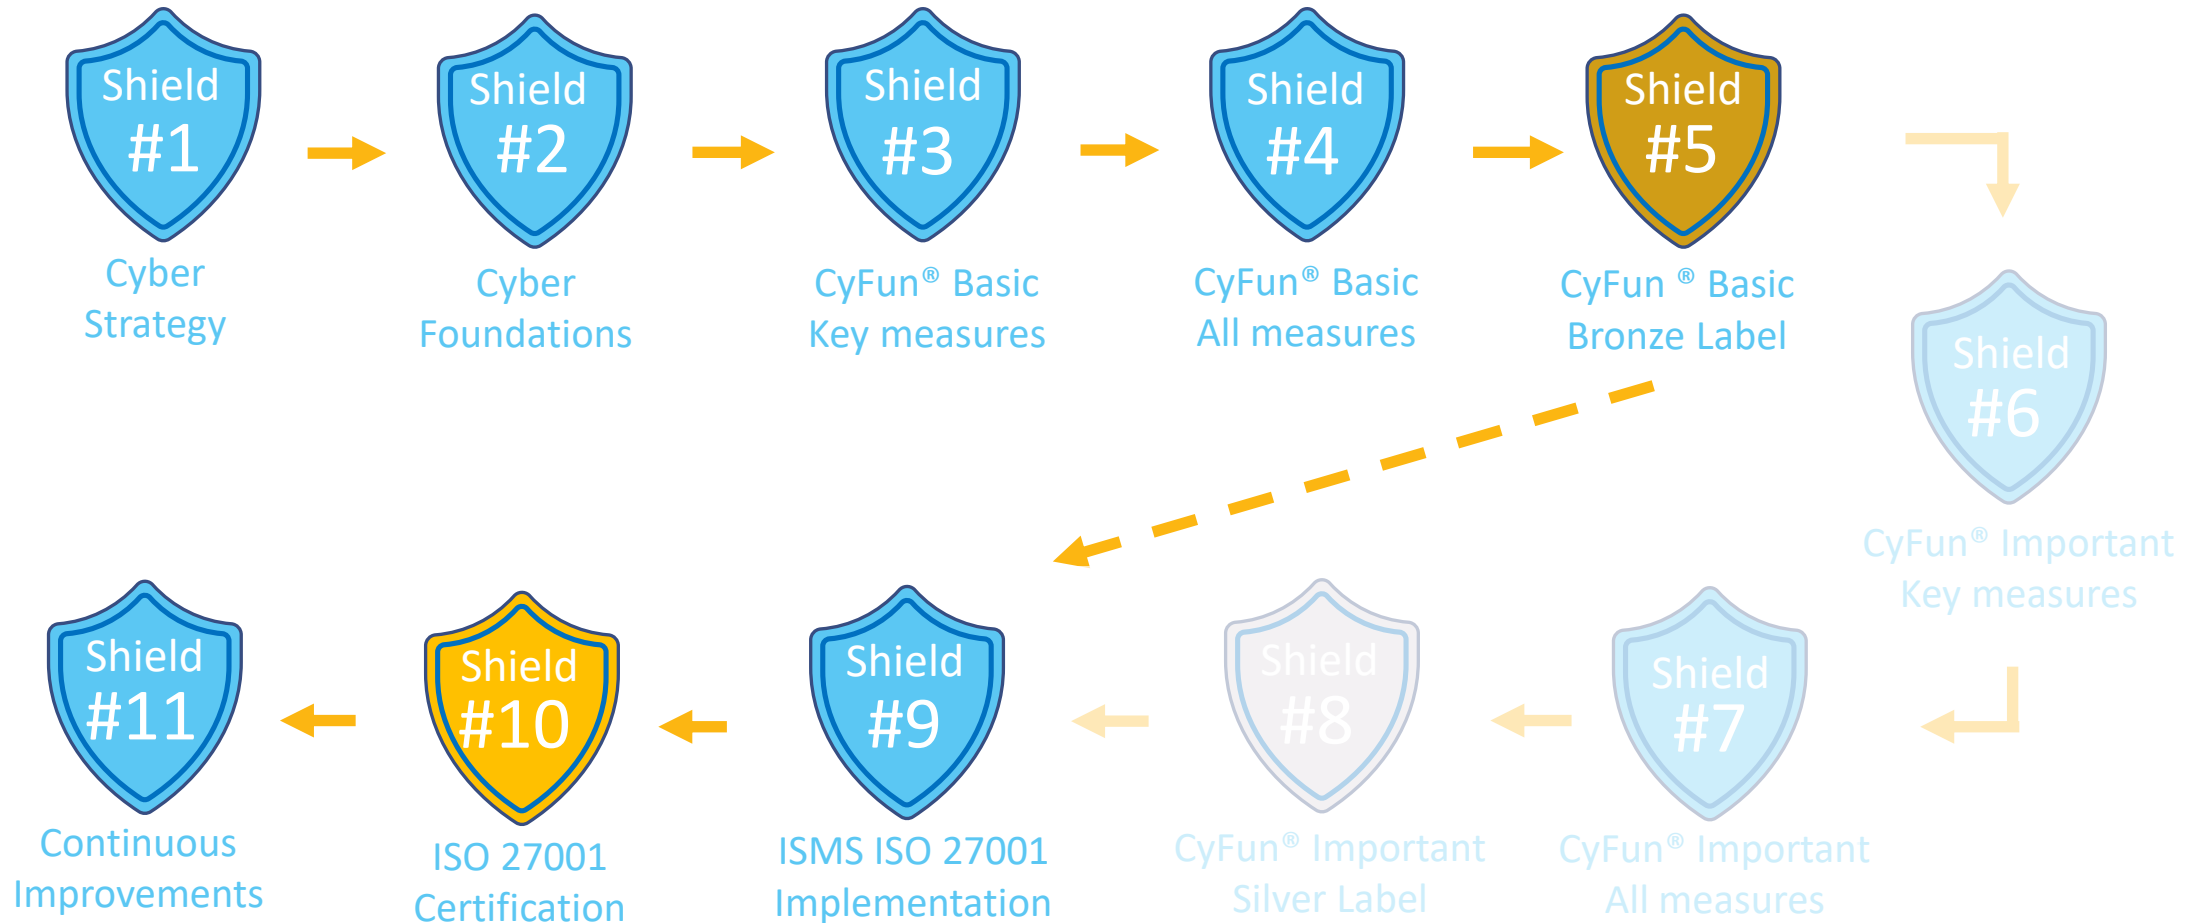 Shield
#1
Cyber
Strategy
Shield
#2
Cyber
Foundations
Shield
#3
CyFun® Basic
Key measures
Shield
#4
CyFun® Basic
All measures
Shield
#5
CyFun ® Basic
Bronze Label
Shield
#6
CyFun® Important
Key measures
Shield
#7
CyFun® Important
All measures
Shield
#8
CyFun® Important
Silver Label
Shield
#9
ISMS ISO 27001
Implementation
Shield
#10
ISO 27001
Certification
Shield
#11
Continuous
Improvements